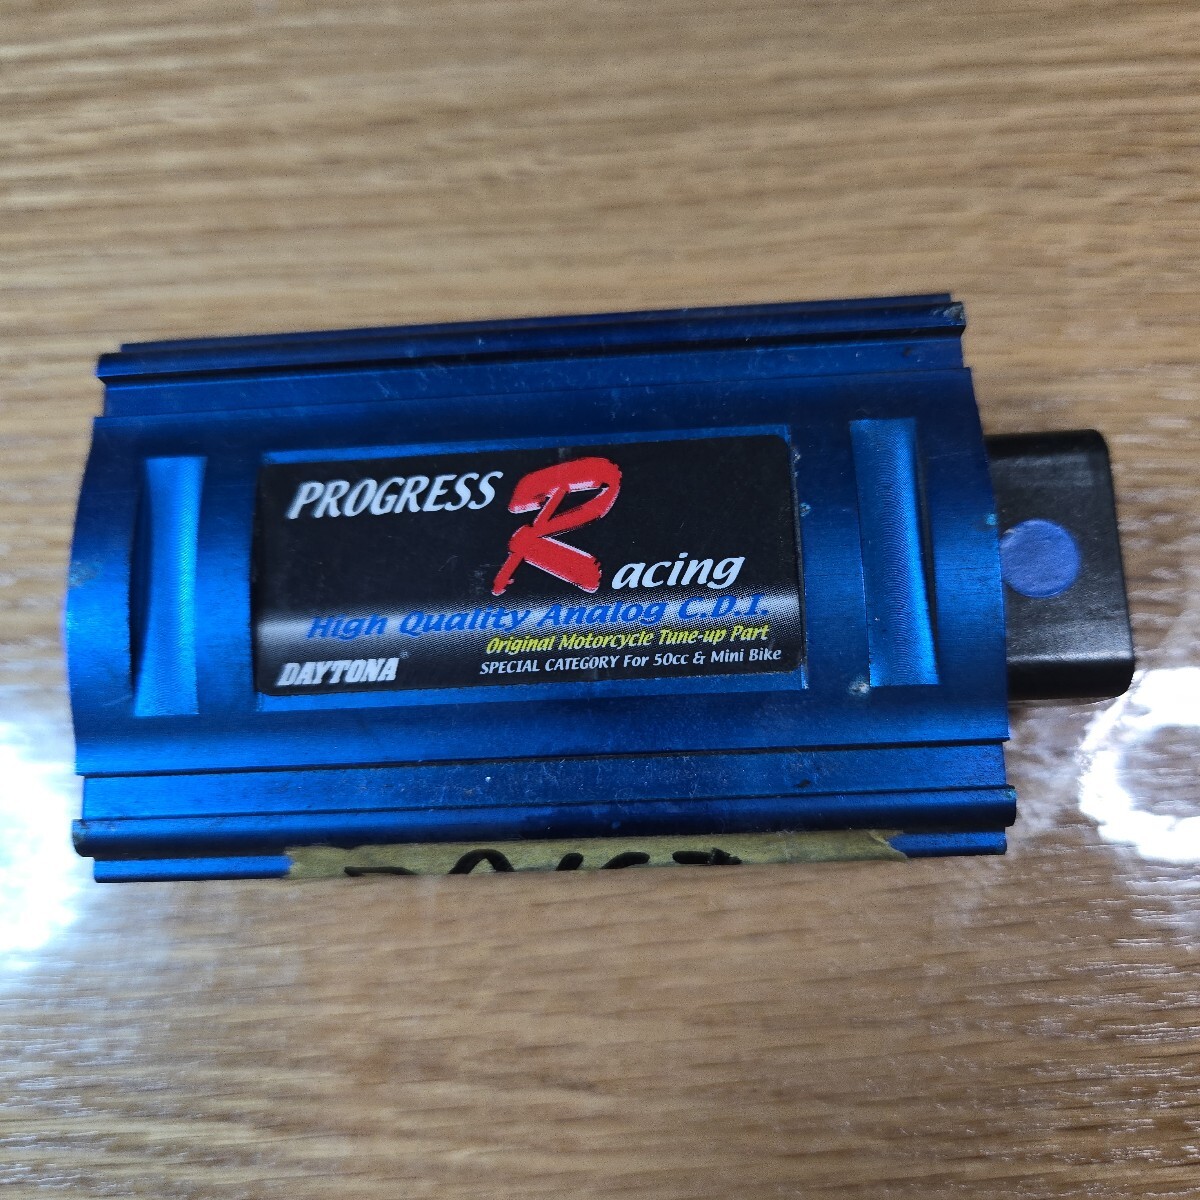 PROGRESS
Racing
High Quality Analog C.D.I.
Original Motorcycle Tune-up Part
DAYTONA®
SPECIAL CATEGORY For 50cc & Mini Bike